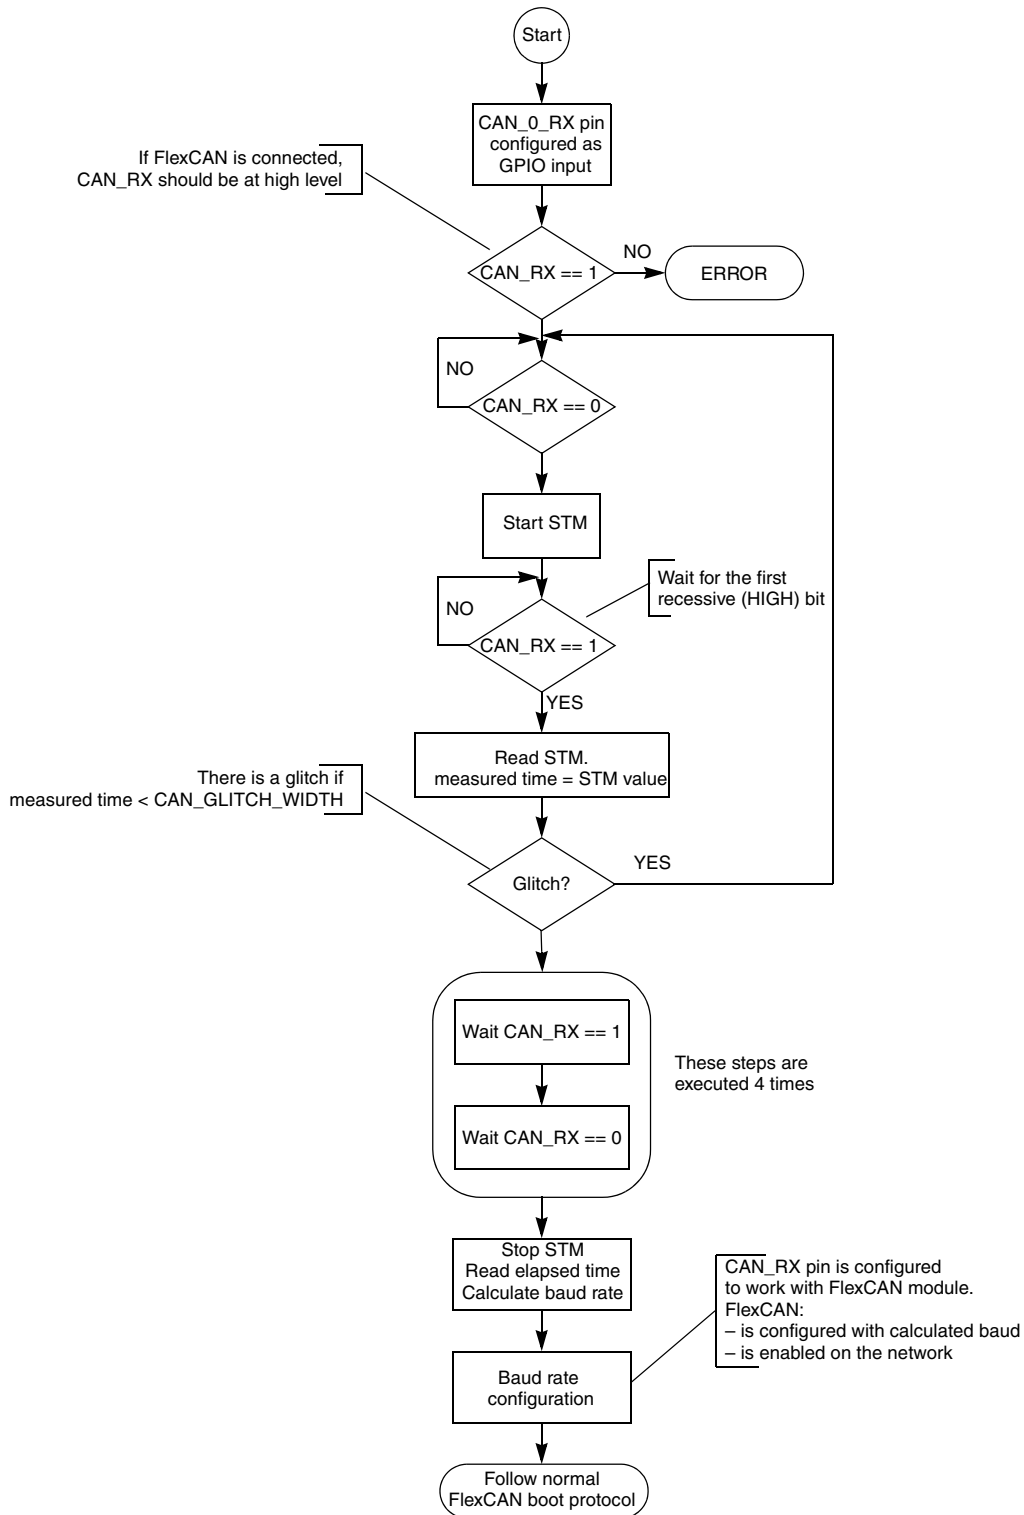 Start
CAN_0_RX pin
configured as
GPIO input
If FlexCAN is connected,
CAN_RX should be at high level
CAN_RX == 1
NO
ERROR
NO
CAN_RX == 0
Start STM
Wait for the first
recessive (HIGH) bit
NO
CAN_RX == 1
YES
Read STM.
measured time = STM value
There is a glitch if
measured time < CAN_GLITCH_WIDTH
Glitch?
YES
Wait CAN_RX == 1
These steps are
executed 4 times
Wait CAN_RX == 0
Stop STM
Read elapsed time
Calculate baud rate
CAN_RX pin is configured
to work with FlexCAN module.
FlexCAN:
– is configured with calculated baud
– is enabled on the network
Baud rate
configuration
Follow normal
FlexCAN boot protocol